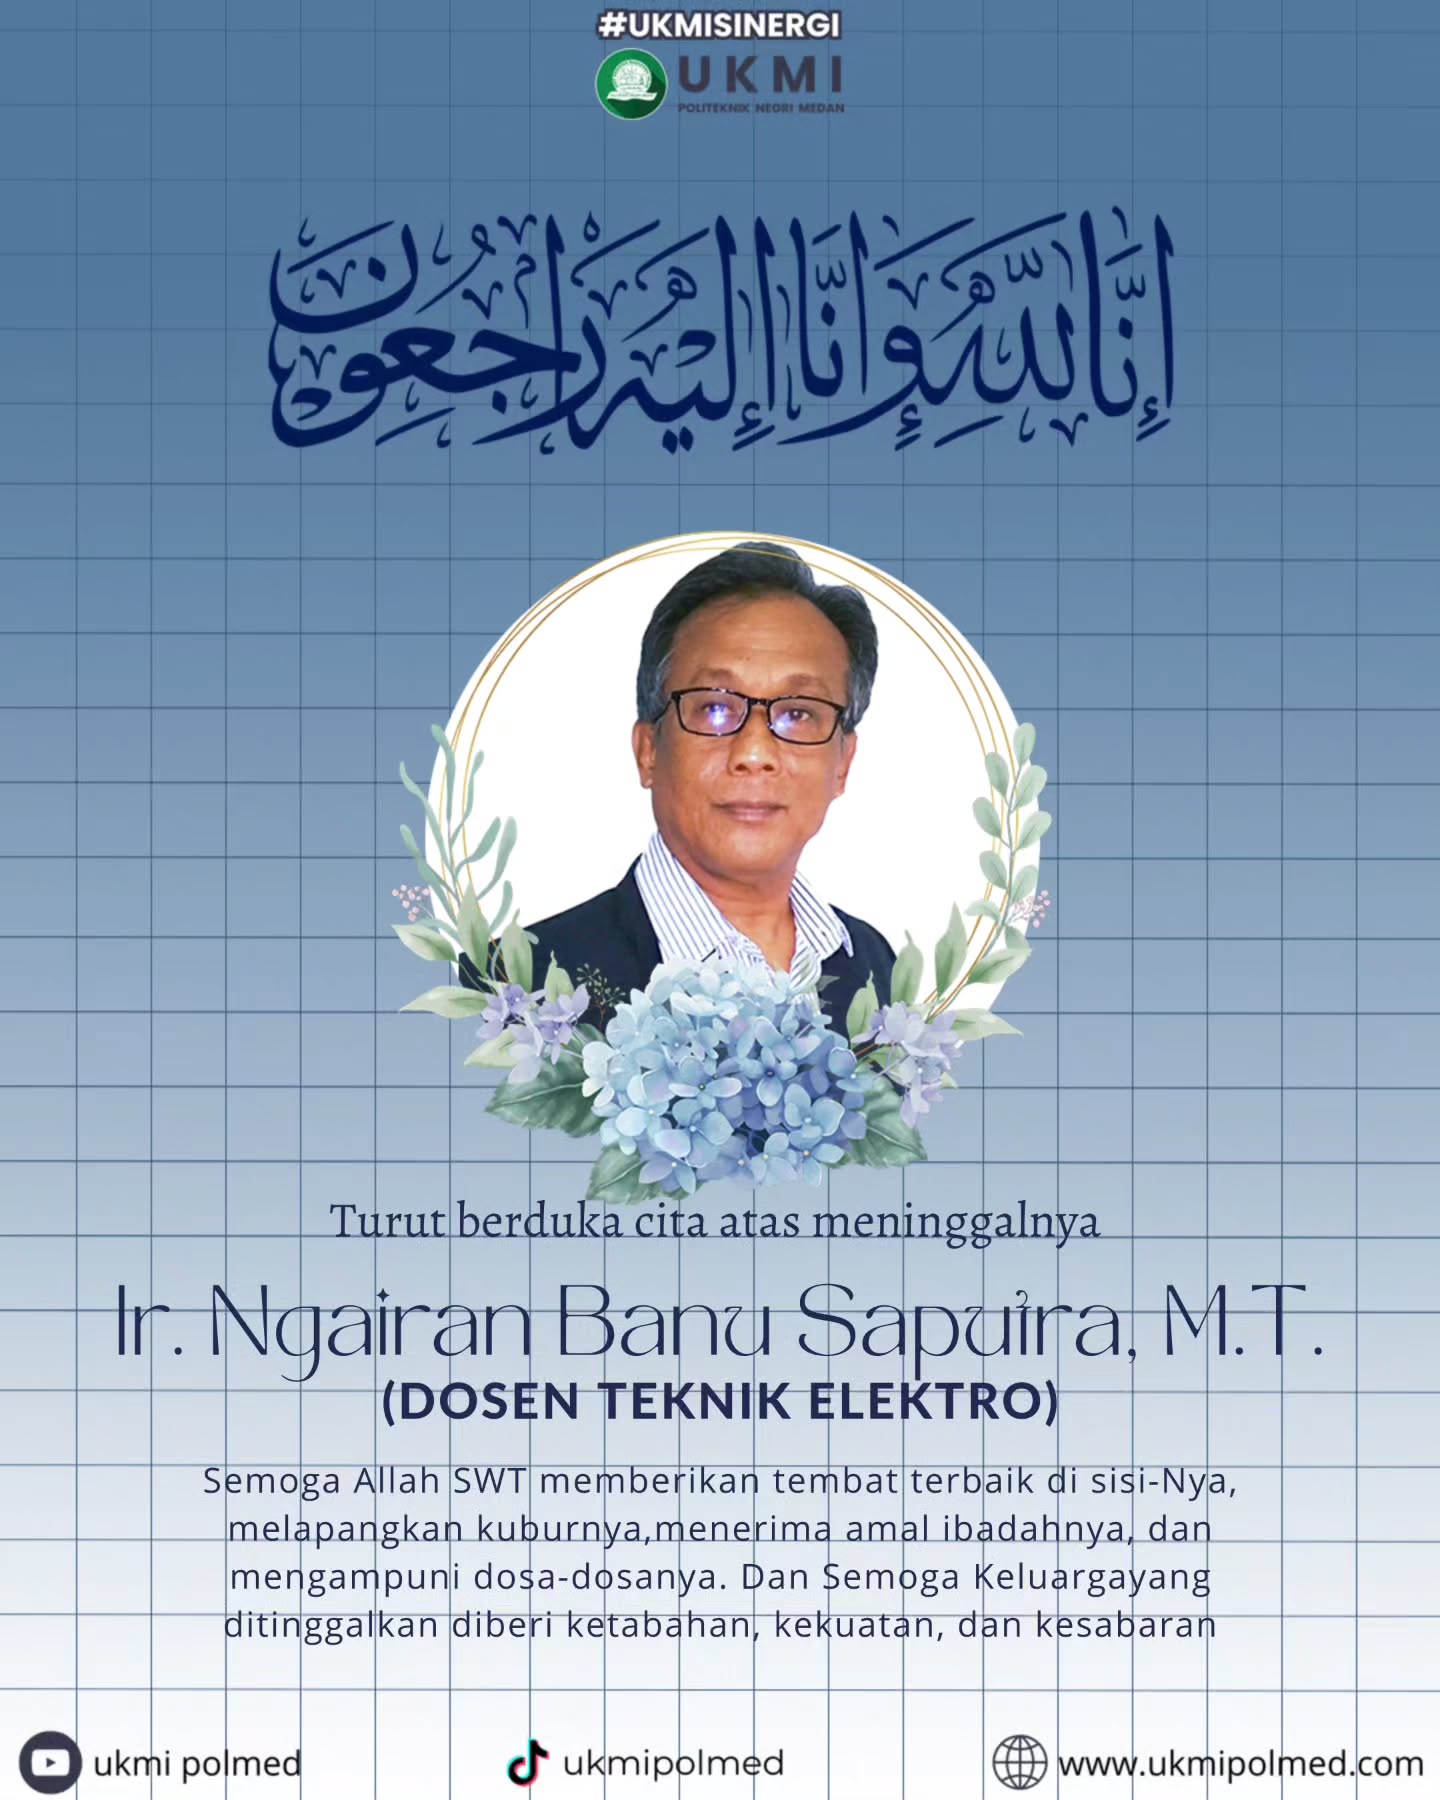 #UKMISINERGI
UKMI
POLITEKNIK NEGRI MEDAN
إِنَّا لِلَّٰهِ وَإِنَّا إِلَيْهِ رَاجِعُونَ
Turut berduka cita atas meninggalnya
Ir. Ngairan Banu Saputra, M.T.
(DOSEN TEKNIK ELEKTRO)
Semoga Allah SWT memberikan tembat terbaik di sisi-Nya,
melapangkan kuburnya,menerima amal ibadahnya, dan
mengampuni dosa-dosanya. Dan Semoga Keluargayang
ditinggalkan diberi ketabahan, kekuatan, dan kesabaran
ukmi polmed
ukmipolmed
www.ukmipolmed.com